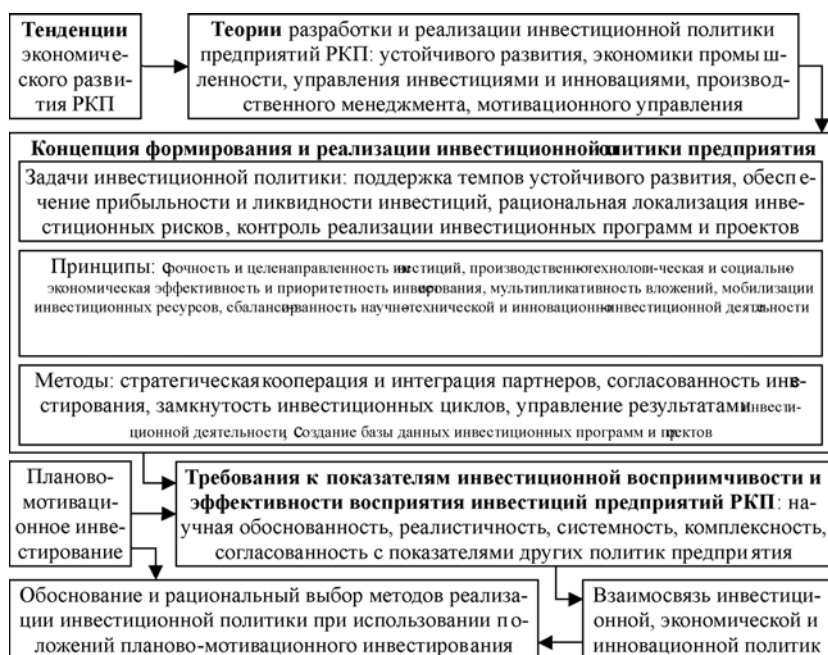 Тенденции
экономиче-
ского разви-
тия РКП
Теории разработки и реализации инвестиционной политики
предприятий РКП: устойчивого развития, экономики промыш-
ленности, управления инвестициями и инновациями, производ-
ственного менеджмента, мотивационного управления
Концепция формирования и реализации инвестиционной политики предприятия
Задачи инвестиционной политики: поддержка темпов устойчивого развития, обеспе-
чение прибыльности и ликвидности инвестиций, рациональная локализация инве-
стиционных рисков, контроль реализации инвестиционных программ и проектов
Принципы: срочность и целенаправленность инвестиций, производственно-технологи-ческая и социально-
экономическая эффективность и приоритетность инвестирования, мультипликативность вложений, мобилизации
инвестиционных ресурсов, сбалансированность научно-технической и инновационно-инвестиционной деятельности
Методы: стратегическая кооперация и интеграция партнеров, согласованность инве-
стирования, замкнутость инвестиционных циклов, управление результатами инвести-
ционной деятельности, Создание базы данных инвестиционных программ и проектов
Планово-
мотиваци-
онное инве-
стирование
Требования к показателям инвестиционной восприимчивости и
эффективности восприятия инвестиций предприятий РКП: на-
учная обоснованность, реалистичность, системность, комплексность,
согласованность с показателями других политик предприятия
Обоснование и рациональный выбор методов реализа-
ции инвестиционной политики при использовании по-
ложений планово-мотивационного инвестирования
Взаимосвязь инвестици-
онной, экономической и
инновационной политик